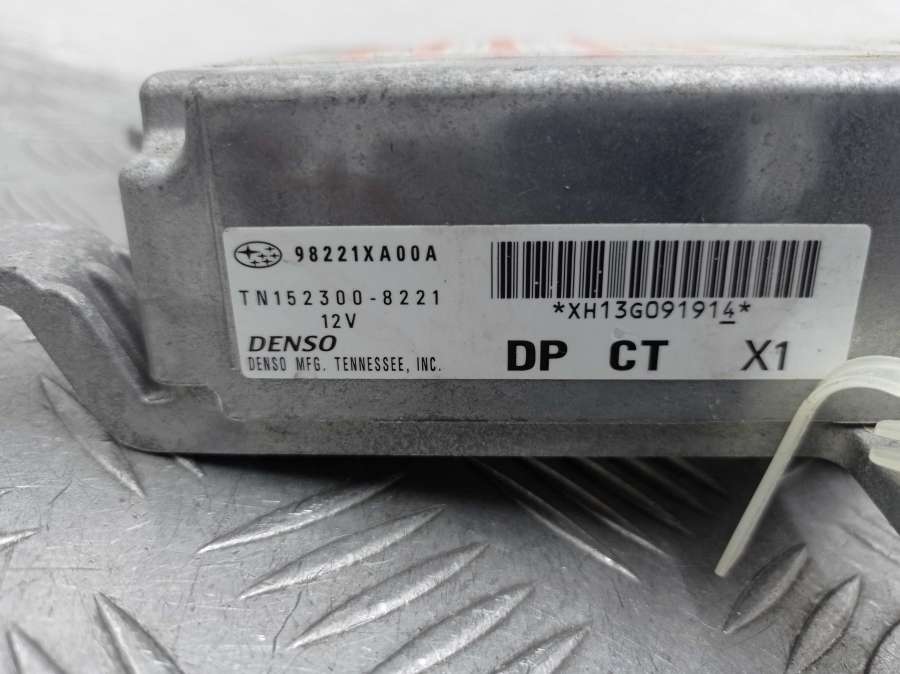 98221XA00A
TN152300-8221
12V
DENSO
DENSO MFG. TENNESSEE, INC.
*XH13G091914*
DP CT X1